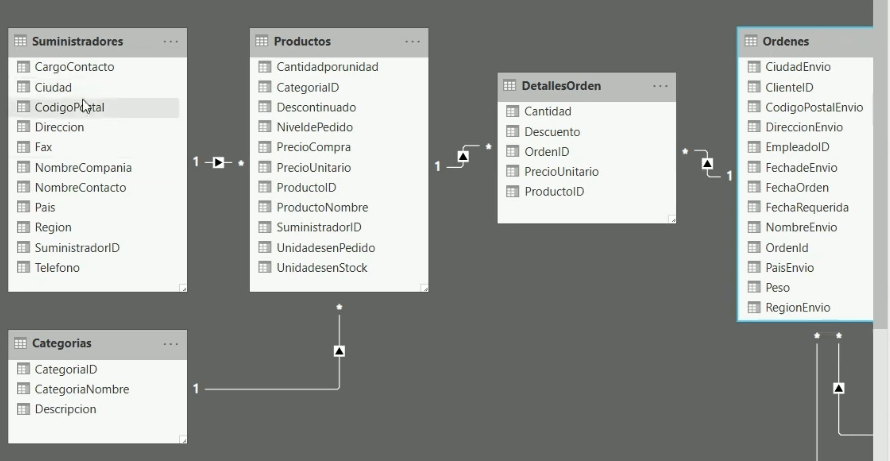 Suministradores
CargoContacto
Ciudad
CodigoPostal
Direccion
Fax
NombreCompania
NombreContacto
Pais
Region
SuministradorID
Telefono
1
*
Productos
Cantidadporunidad
CategoriaID
Descontinuado
NiveldePedido
PrecioCompra
PrecioUnitario
ProductoID
ProductoNombre
SuministradorID
UnidadesenPedido
UnidadesenStock
1
*
DetallesOrden
Cantidad
Descuento
OrdenID
PrecioUnitario
ProductoID
*
1
Ordenes
CiudadEnvio
ClienteID
CodigoPostalEnvio
DireccionEnvio
EmpleadoID
FechadeEnvio
FechaOrden
FechaRequerida
NombreEnvio
OrdenId
PaisEnvio
Peso
RegionEnvio
* *
Categorias
CategoriaID
CategoriaNombre
Descripcion
1
*